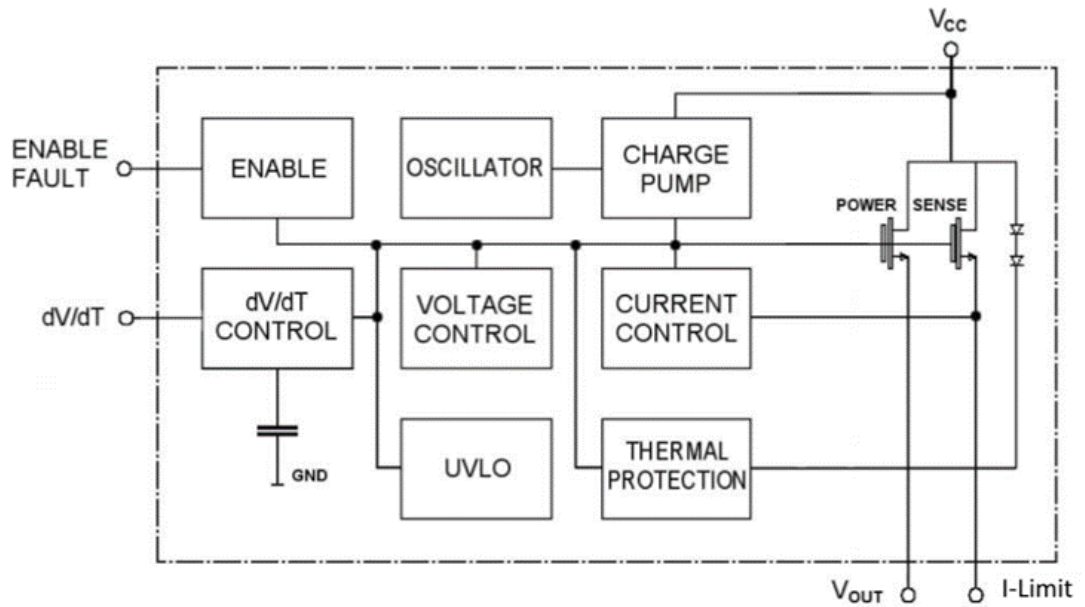 VCC
ENABLE
FAULT
ENABLE
OSCILLATOR
CHARGE
PUMP
POWER
SENSE
dV/dT
dV/dT
CONTROL
VOLTAGE
CONTROL
CURRENT
CONTROL
GND
UVLO
THERMAL
PROTECTION
VOUT
I-Limit